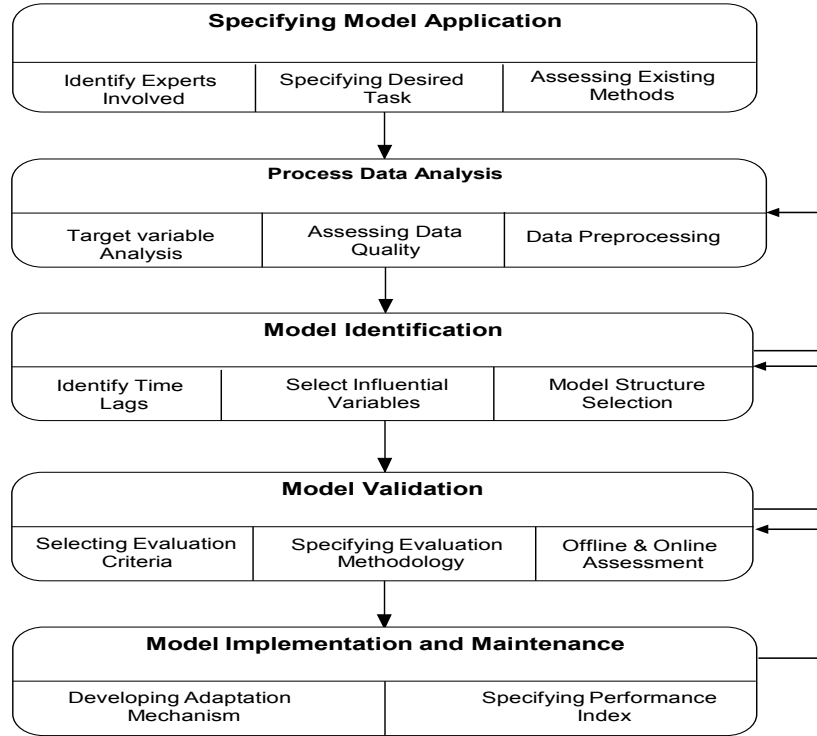 Specifying Model Application
Identify Experts
Involved
Specifying Desired
Task
Assessing Existing
Methods
Process Data Analysis
Target variable
Analysis
Assessing Data
Quality
Data Preprocessing
Model Identification
Identify Time
Lags
Select Influential
Variables
Model Structure
Selection
Model Validation
Selecting Evaluation
Criteria
Specifying Evaluation
Methodology
Offline & Online
Assessment
Model Implementation and Maintenance
Developing Adaptation
Mechanism
Specifying Performance
Index